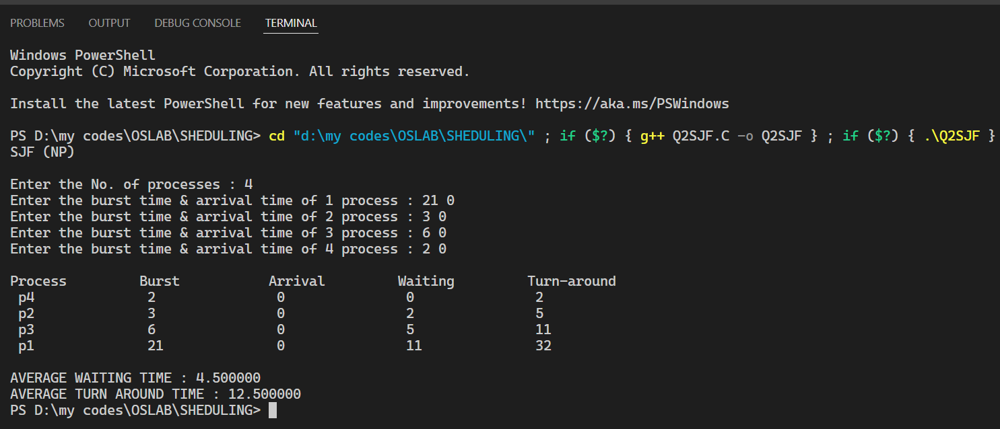 PROBLEMS OUTPUT DEBUG CONSOLE TERMINAL
Windows PowerShell
Copyright (C) Microsoft Corporation. All rights reserved.
Install the latest PowerShell for new features and improvements! https://aka.ms/PSWindows
PS D:\my codes\OSLAB\SHEDULING> cd "d:\my codes\OSLAB\SHEDULING\" ; if ($?) { g++ Q2SJF.C -o Q2SJF } ; if ($?) { .\Q2SJF }
SJF (NP)
Enter the No. of processes : 4
Enter the burst time & arrival time of 1 process : 21 0
Enter the burst time & arrival time of 2 process : 3 0
Enter the burst time & arrival time of 3 process : 6 0
Enter the burst time & arrival time of 4 process : 2 0
Process Burst Arrival Waiting Turn-around
p4 2 0 0 2
p2 3 0 2 5
p3 6 0 5 11
p1 21 0 11 32
AVERAGE WAITING TIME : 4.500000
AVERAGE TURN AROUND TIME : 12.500000
PS D:\my codes\OSLAB\SHEDULING>